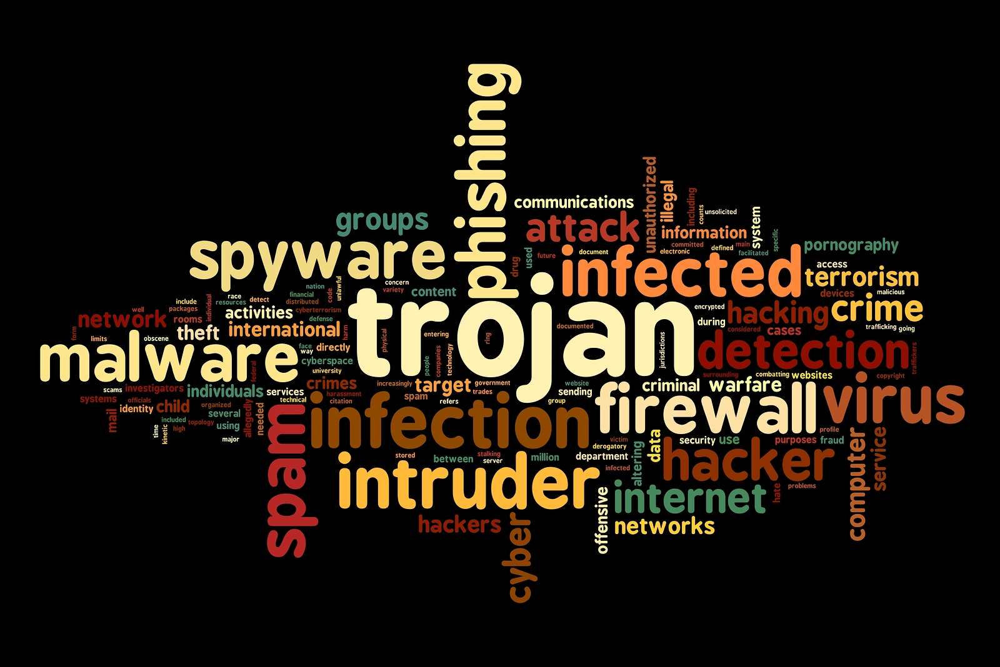 phishing
unauthorized
illegal
including
communications
counts
unsolicited
system
groups
attack
information
specific
spyware
committed
main
pornography
electronic
defined
facilitated
used
future
document
drug
infected
access
terrorism
nation
unlawful
concern
variety
content
devices
malicious
race
financial
code
include
individual
resources
detect
distributed
trojan
encrypted
hacking
crime
well
packages
activities
cyberterrorism
network
rooms
defense
during
form
theft
international
harm
documented
considered
cases
trafficking
going
limits
obscene
physical
entering
ring
jurisdictions
detection
malware
face
way
directly
companies
technology
people
traffickers
cyberspace
federal
university
surrounding
combatting
websites
copyright
crimes
increasingly
target
government
website
criminal
warfare
virus
scams
investigators
individuals
services
harassment
trades
sending
firewall
systems
officials
technical
citation
spam
refers
group
identity
child
organized
allegedly
needed
infection
mail
several
included
topology
high
using
time
kinetic
major
spam
profile
data
victim
derogatory
altering
security
use
purposes
fraud
computer
service
stored
between
stalking
server
million
department
hacker
intruder
infected
hate
problems
internet
offensive
hackers
networks
cyber